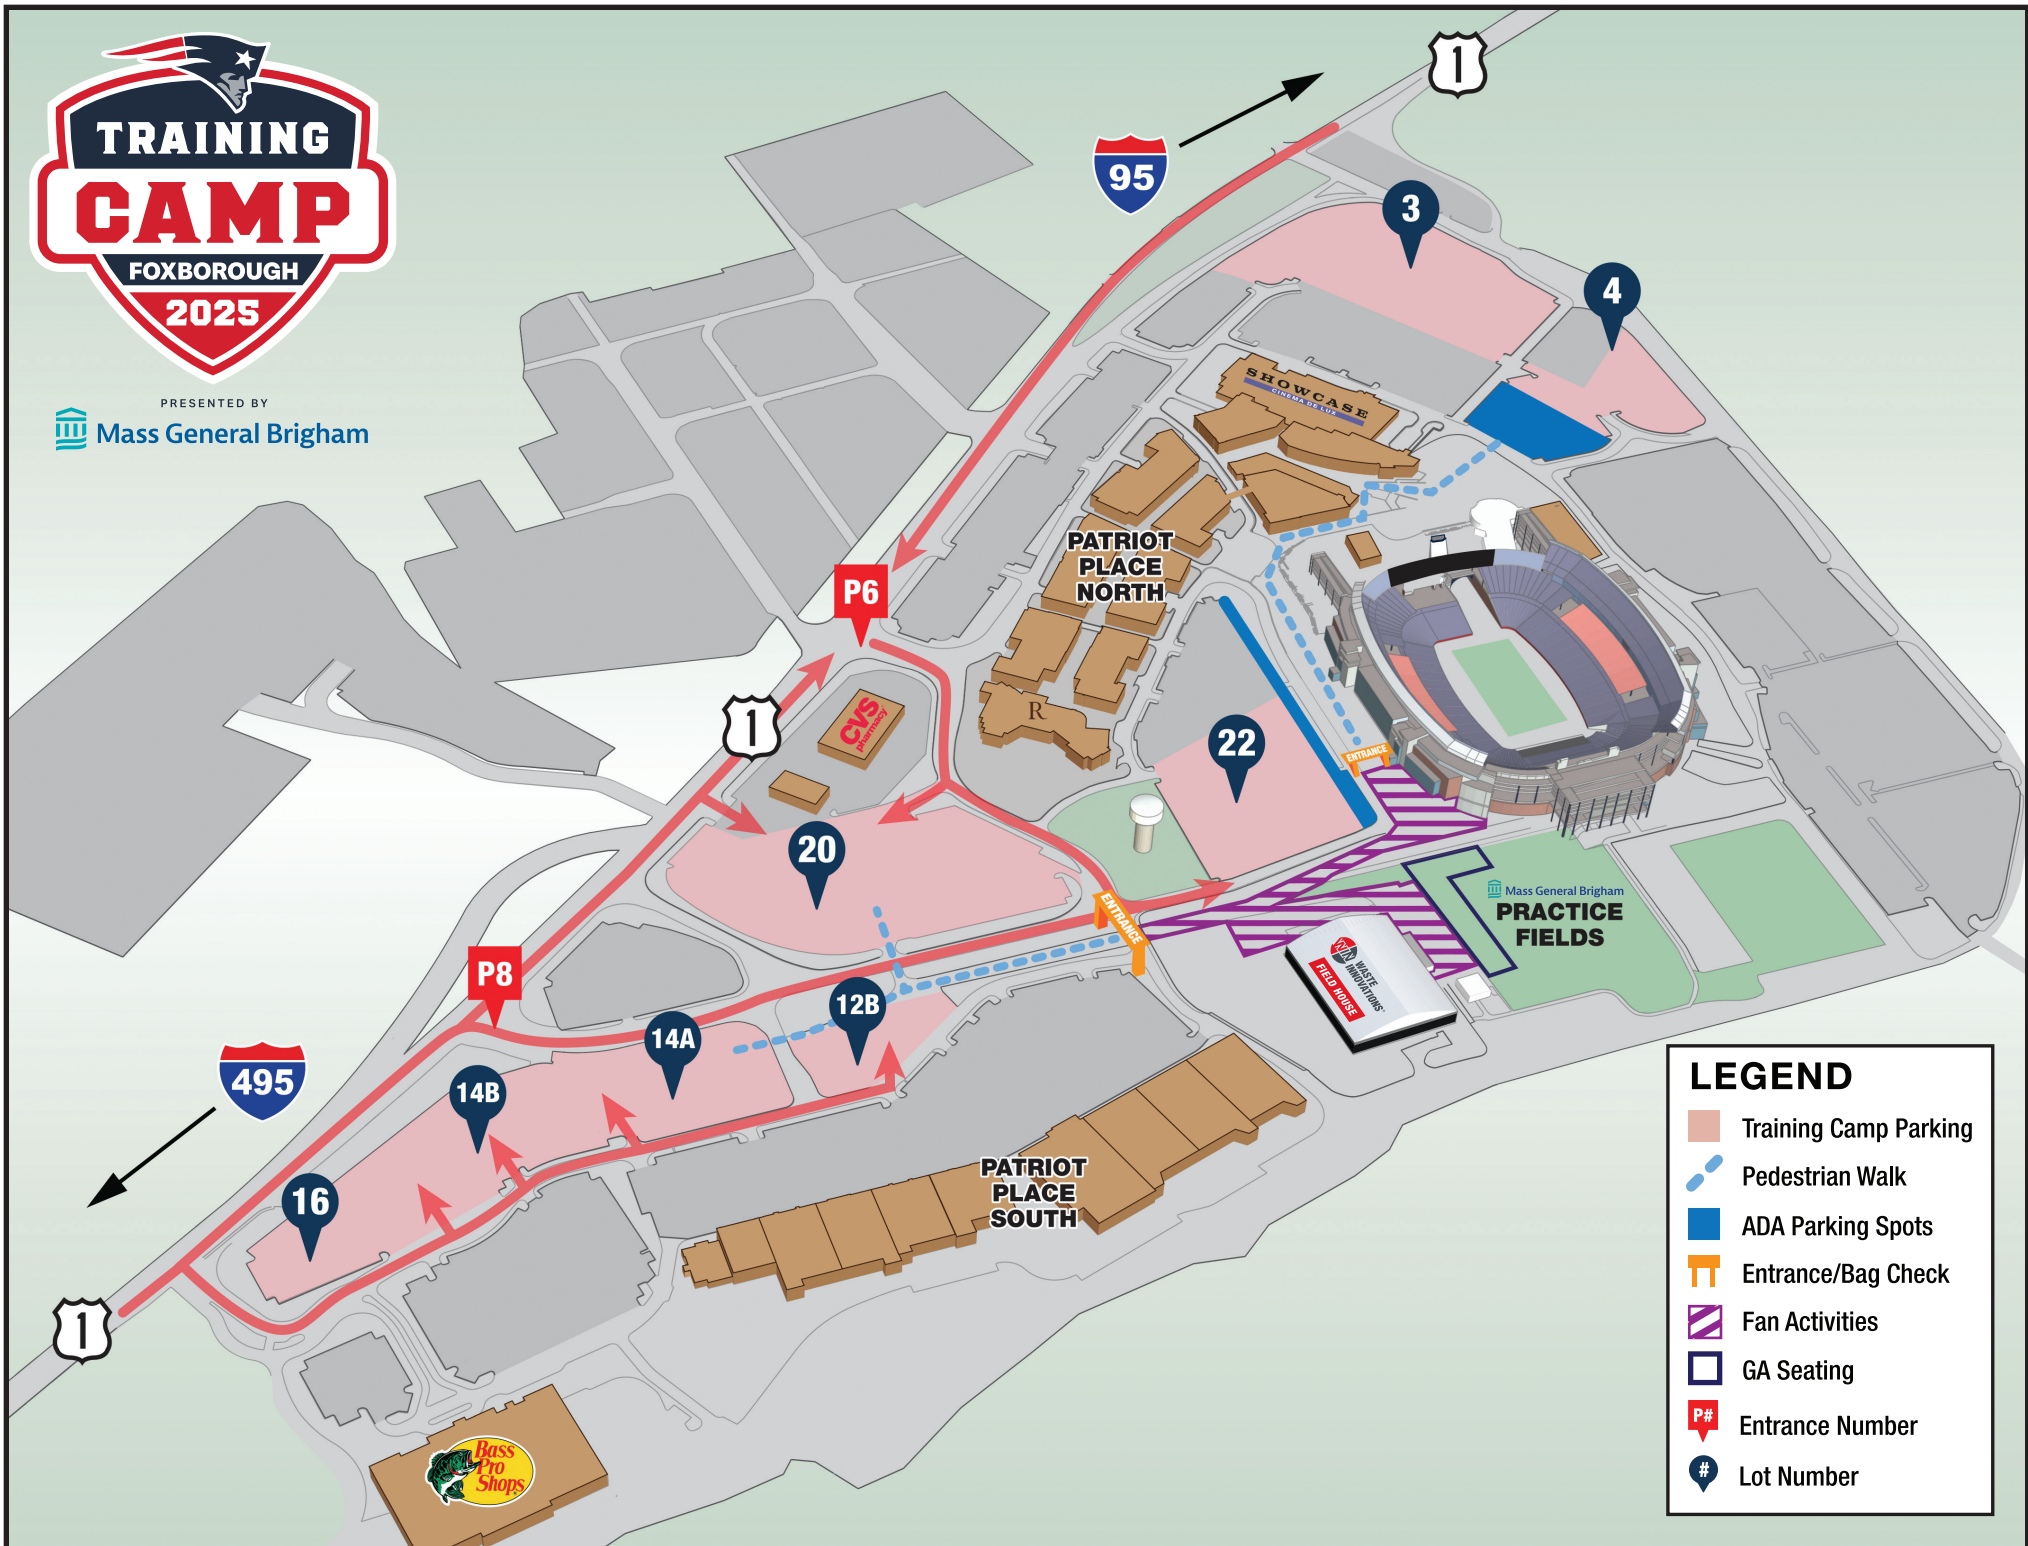 TRAINING
CAMP
FOXBOROUGH
2025
PRESENTED BY
Mass General Brigham
1
95
3
4
SHOWCASE
CINEMA DE LUX
PATRIOT
PLACE
NORTH
P6
1
CVS
pharmacy
R
22
ENTRANCE
20
ENTRANCE
Mass General Brigham
PRACTICE
FIELDS
WIN
WASTE
INNOVATIONS
FIELD HOUSE
P8
12B
14A
14B
495
16
PATRIOT
PLACE
SOUTH
1
Bass
Pro
Shops
LEGEND
Training Camp Parking
Pedestrian Walk
ADA Parking Spots
Entrance/Bag Check
Fan Activities
GA Seating
P# Entrance Number
# Lot Number